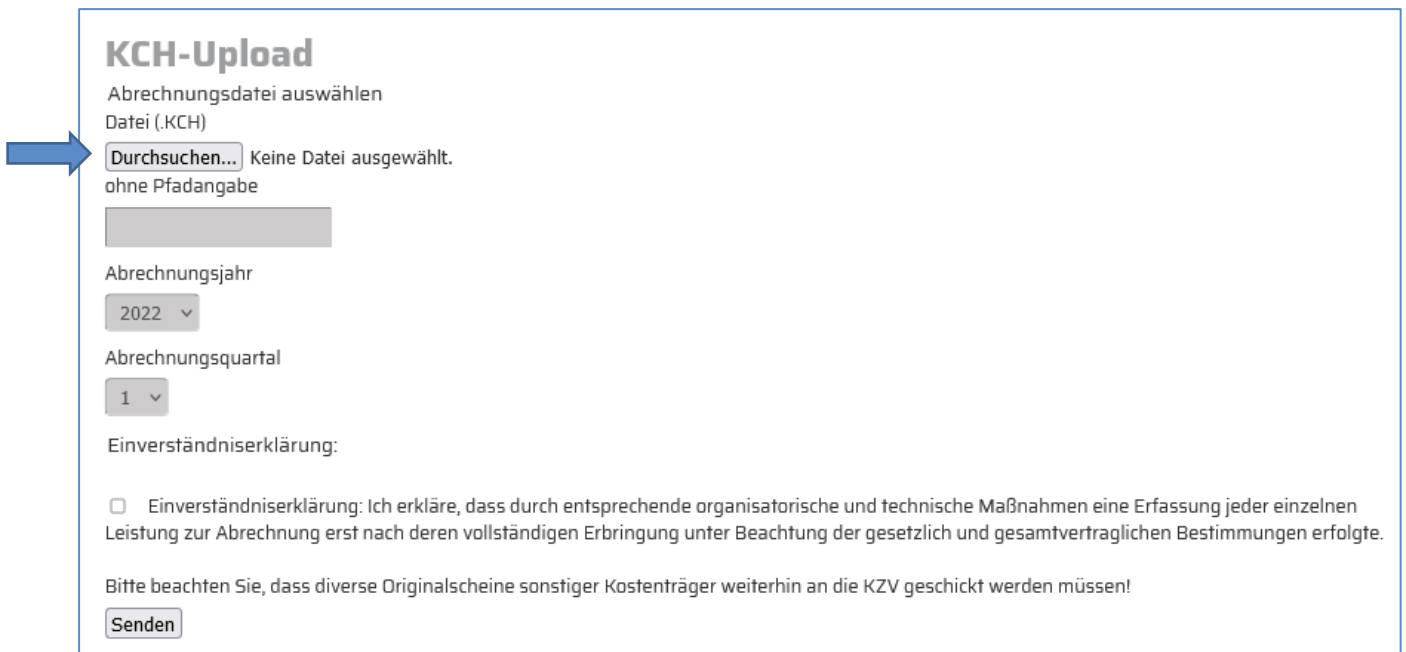 KCH-Upload
Abrechnungsdatei auswählen
Datei (.KCH)
Durchsuchen... Keine Datei ausgewählt.
ohne Pfadangabe
Abrechnungsjahr
2022
Abrechnungsquartal
1
Einverständniserklärung:
Einverständniserklärung: Ich erkläre, dass durch entsprechende organisatorische und technische Maßnahmen eine Erfassung jeder einzelnen
Leistung zur Abrechnung erst nach deren vollständigen Erbringung unter Beachtung der gesetzlich und gesamtvertraglichen Bestimmungen erfolgte.
Bitte beachten Sie, dass diverse Originalscheine sonstiger Kostenträger weiterhin an die KZV geschickt werden müssen!
Senden